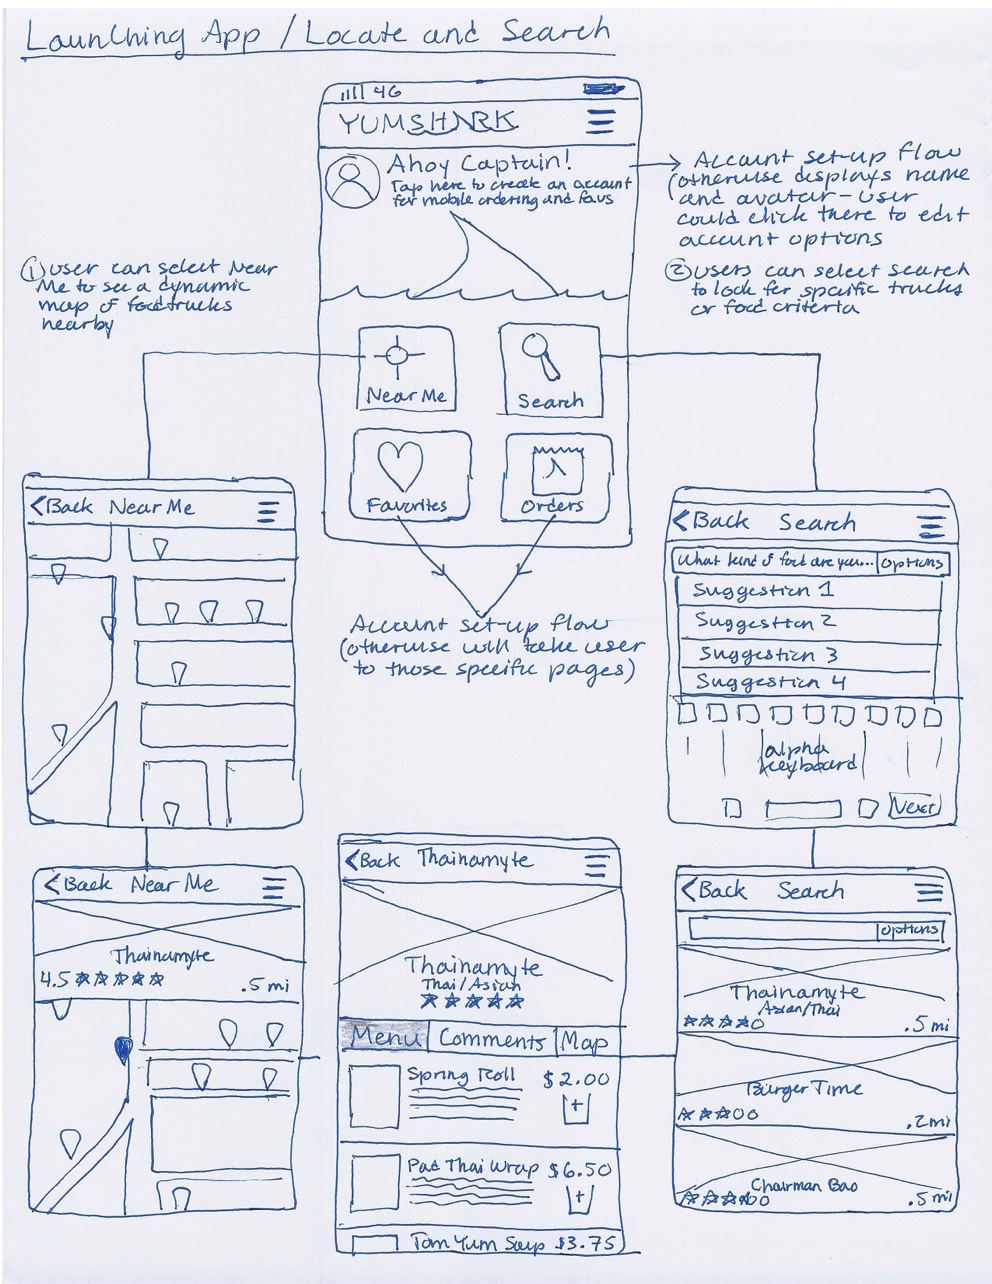 Launching App / Locate and Search
4G
YUMSHARK
Ahoy Captain!
Tap here to create an account
for mobile ordering and favs
Account set-up flow
(otherwise displays name
and avatar - user
could click there to edit
account options
① user can select Near
Me to see a dynamic
map of foodtrucks
nearby
② users can select search
to look for specific trucks
or food criteria
Near Me
Search
Favorites
Orders
Account set-up flow
(otherwise will take user
to those specific pages)
<Back Near Me
<Back Search
What kind of food are you... options
Suggestion 1
Suggestion 2
Suggestion 3
Suggestion 4
alpha
keyboard
Next
<Back Near Me
Thainamyte
4.5 .5 mi
<Back Thainamyte
Thainamyte
Thai/Asian
Menu Comments Map
Spring Roll $2.00
+
Pad Thai Wrap $6.50
+
Tom Yum Soup $3.75
<Back Search
options
Thainamyte
Asian/Thai
.5 mi
Burger Time
.2 mi
Chairman Bao
.5 mi